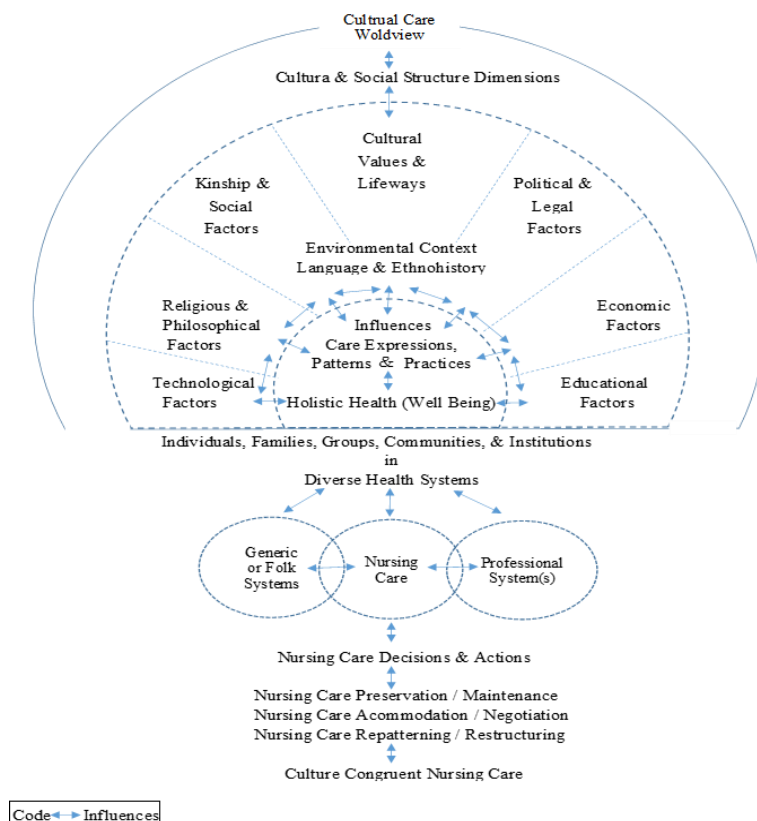 Cultrual Care
Woldview
Cultura & Social Structure Dimensions
Cultural
Values &
Lifeways
Kinship &
Social
Factors
Political &
Legal
Factors
Environmental Context
Language & Ethnohistory
Religious &
Philosophical
Factors
Influences
Care Expressions,
Patterns & Practices
Economic
Factors
Technological
Factors
Holistic Health (Well Being)
Educational
Factors
Individuals, Families, Groups, Communities, & Institutions
in
Diverse Health Systems
Generic
or Folk
Systems
Nursing
Care
Professional
System(s)
Nursing Care Decisions & Actions
Nursing Care Preservation / Maintenance
Nursing Care Acommodation / Negotiation
Nursing Care Repatterning / Restructuring
Culture Congruent Nursing Care
Code Influences